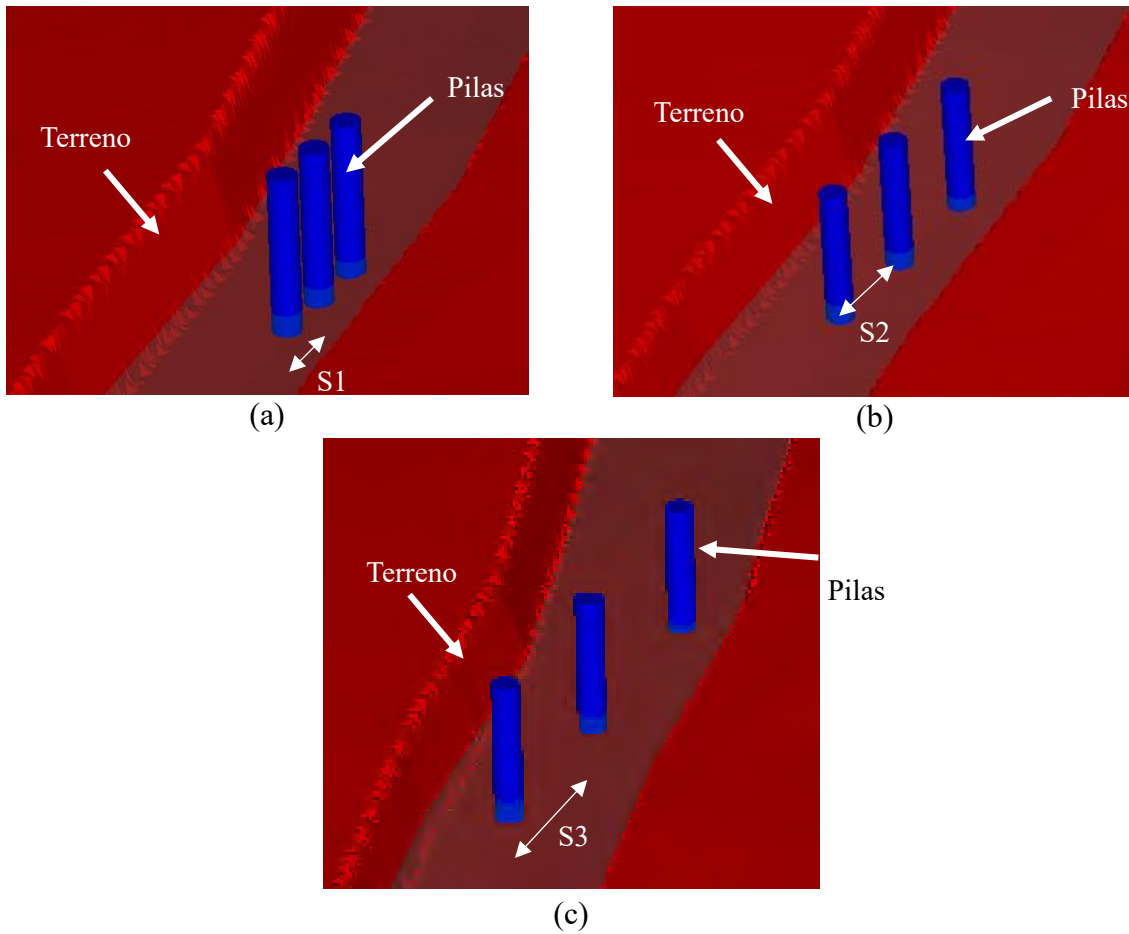 Pilas
Terreno
S1
(a)
Pilas
Terreno
S2
(b)
Terreno
Pilas
S3
(c)